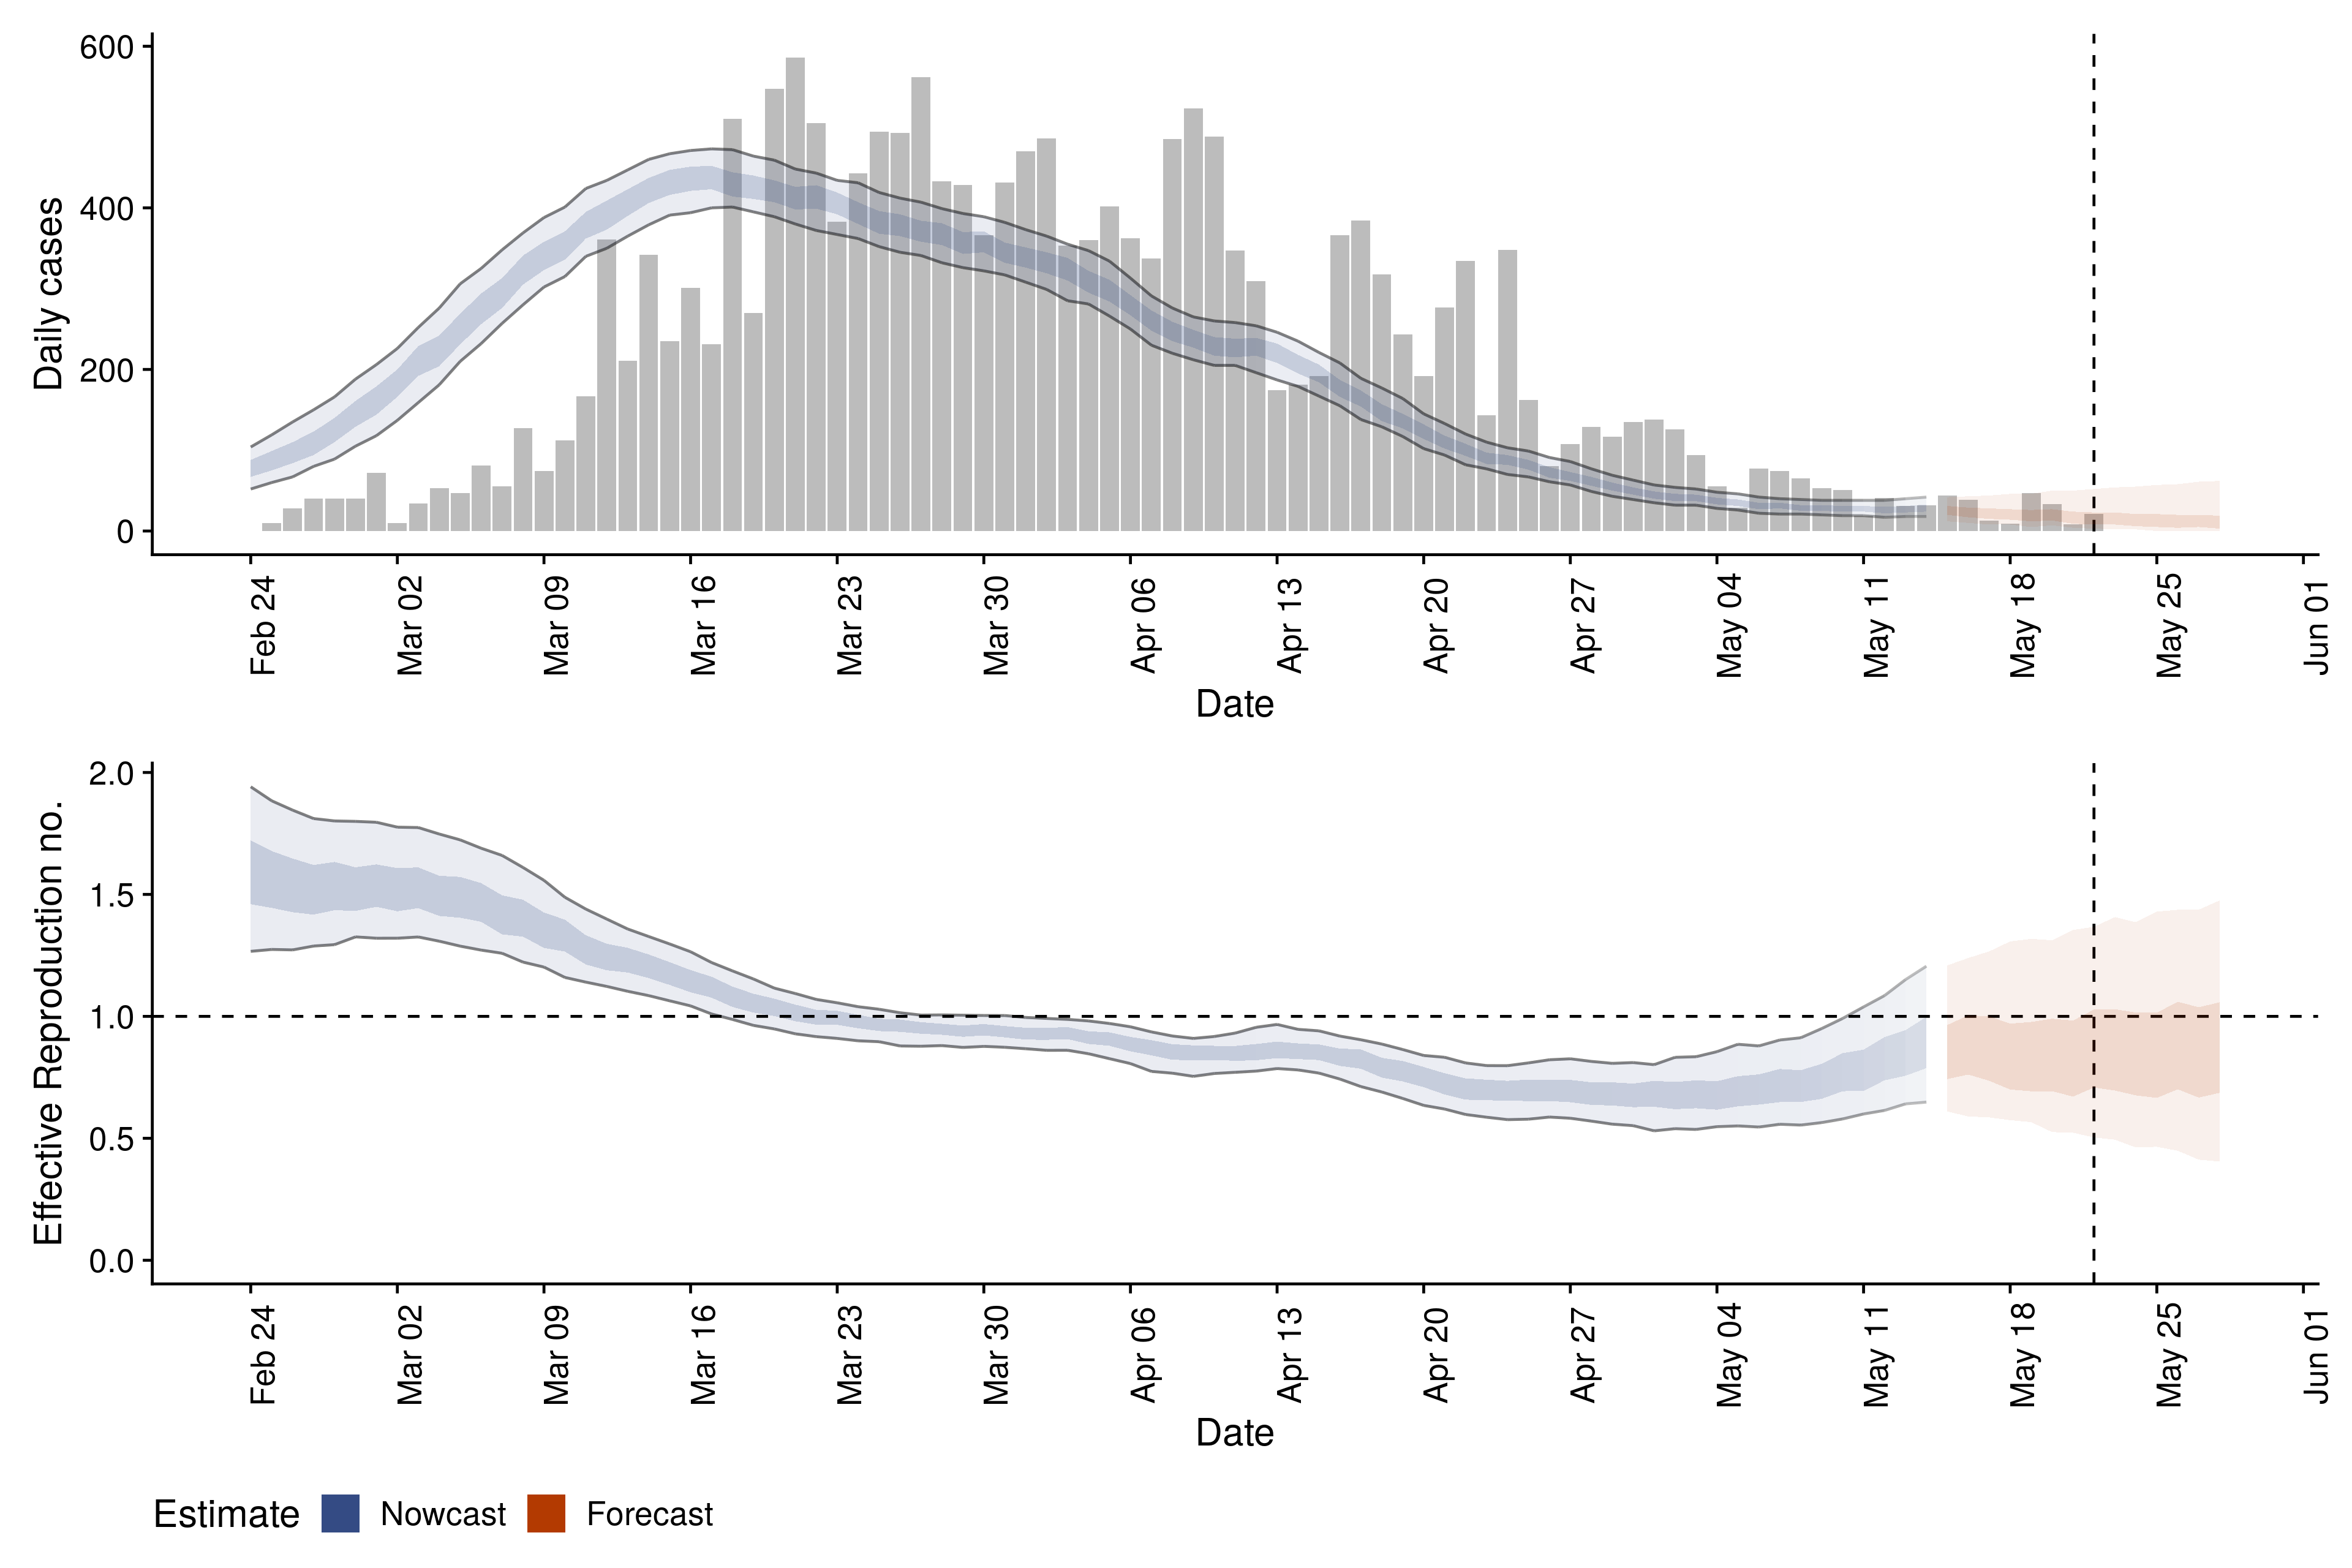 600
400
200
0
Daily cases
Feb 24
Mar 02
Mar 09
Mar 16
Mar 23
Mar 30
Apr 06
Apr 13
Apr 20
Apr 27
May 04
May 11
May 18
May 25
Jun 01
Date
2.0
1.5
1.0
0.5
0.0
Effective Reproduction no.
Feb 24
Mar 02
Mar 09
Mar 16
Mar 23
Mar 30
Apr 06
Apr 13
Apr 20
Apr 27
May 04
May 11
May 18
May 25
Jun 01
Date
Estimate Nowcast Forecast